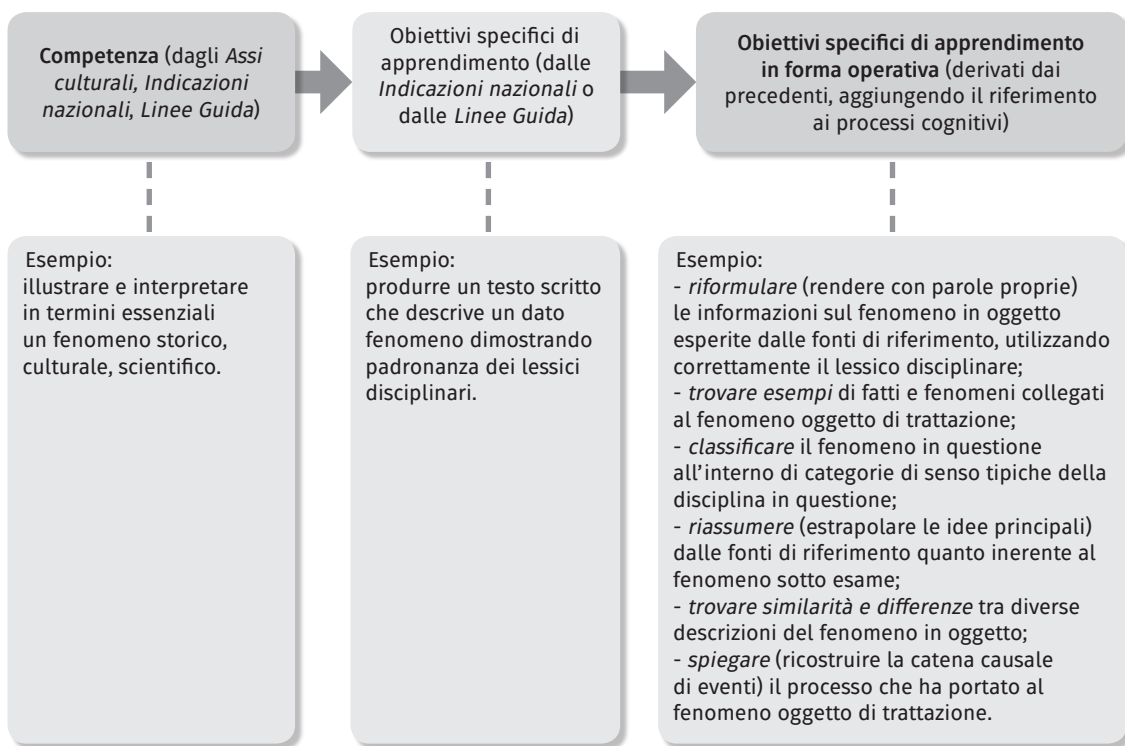 Competenza (dagli Assi
culturali, Indicazioni
nazionali, Linee Guida)
Obiettivi specifici di
apprendimento (dalle
Indicazioni nazionali o
dalle Linee Guida)
Obiettivi specifici di apprendimento
in forma operativa (derivati dai
precedenti, aggiungendo il riferimento
ai processi cognitivi)
Esempio:
illustrare e interpretare
in termini essenziali
un fenomeno storico,
culturale, scientifico.
Esempio:
produrre un testo scritto
che descrive un dato
fenomeno dimostrando
padronanza dei lessici
disciplinari.
Esempio:
- riformulare (rendere con parole proprie)
le informazioni sul fenomeno in oggetto
esperite dalle fonti di riferimento, utilizzando
correttamente il lessico disciplinare;
- trovare esempi di fatti e fenomeni collegati
al fenomeno oggetto di trattazione;
- classificare il fenomeno in questione
all'interno di categorie di senso tipiche della
disciplina in questione;
- riassumere (estrapolare le idee principali)
dalle fonti di riferimento quanto inerente al
fenomeno sotto esame;
- trovare similarità e differenze tra diverse
descrizioni del fenomeno in oggetto;
- spiegare (ricostruire la catena causale
di eventi) il processo che ha portato al
fenomeno oggetto di trattazione.